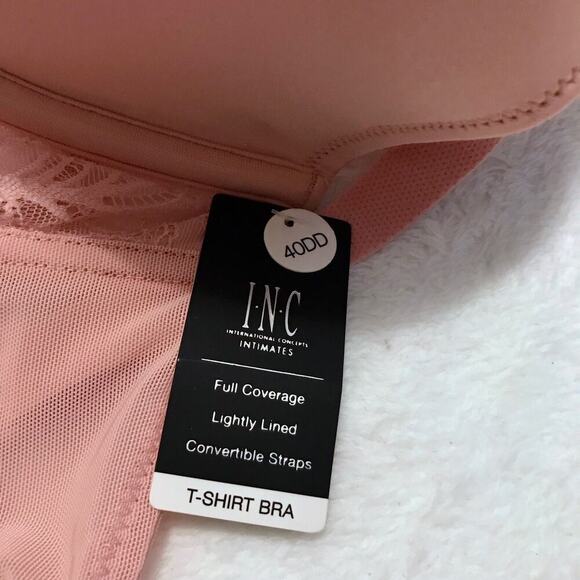 40DD
I·N·C
INTERNATIONAL CONCEPTS
INTIMATES
Full Coverage
Lightly Lined
Convertible Straps
T-SHIRT BRA